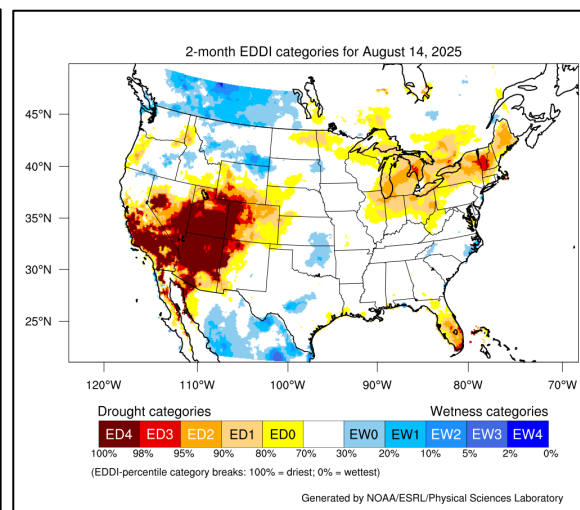 2-month EDDI categories for August 14, 2025
45°N
40°N
35°N
30°N
25°N
120°W 110°W 100°W 90°W 80°W 70°W
Drought categories Wetness categories
ED4 ED3 ED2 ED1 ED0 EW0 EW1 EW2 EW3 EW4
100% 98% 95% 90% 80% 70% 30% 20% 10% 5% 2% 0%
(EDDI-percentile category breaks: 100% = driest; 0% = wettest)
Generated by NOAA/ESRL/Physical Sciences Laboratory